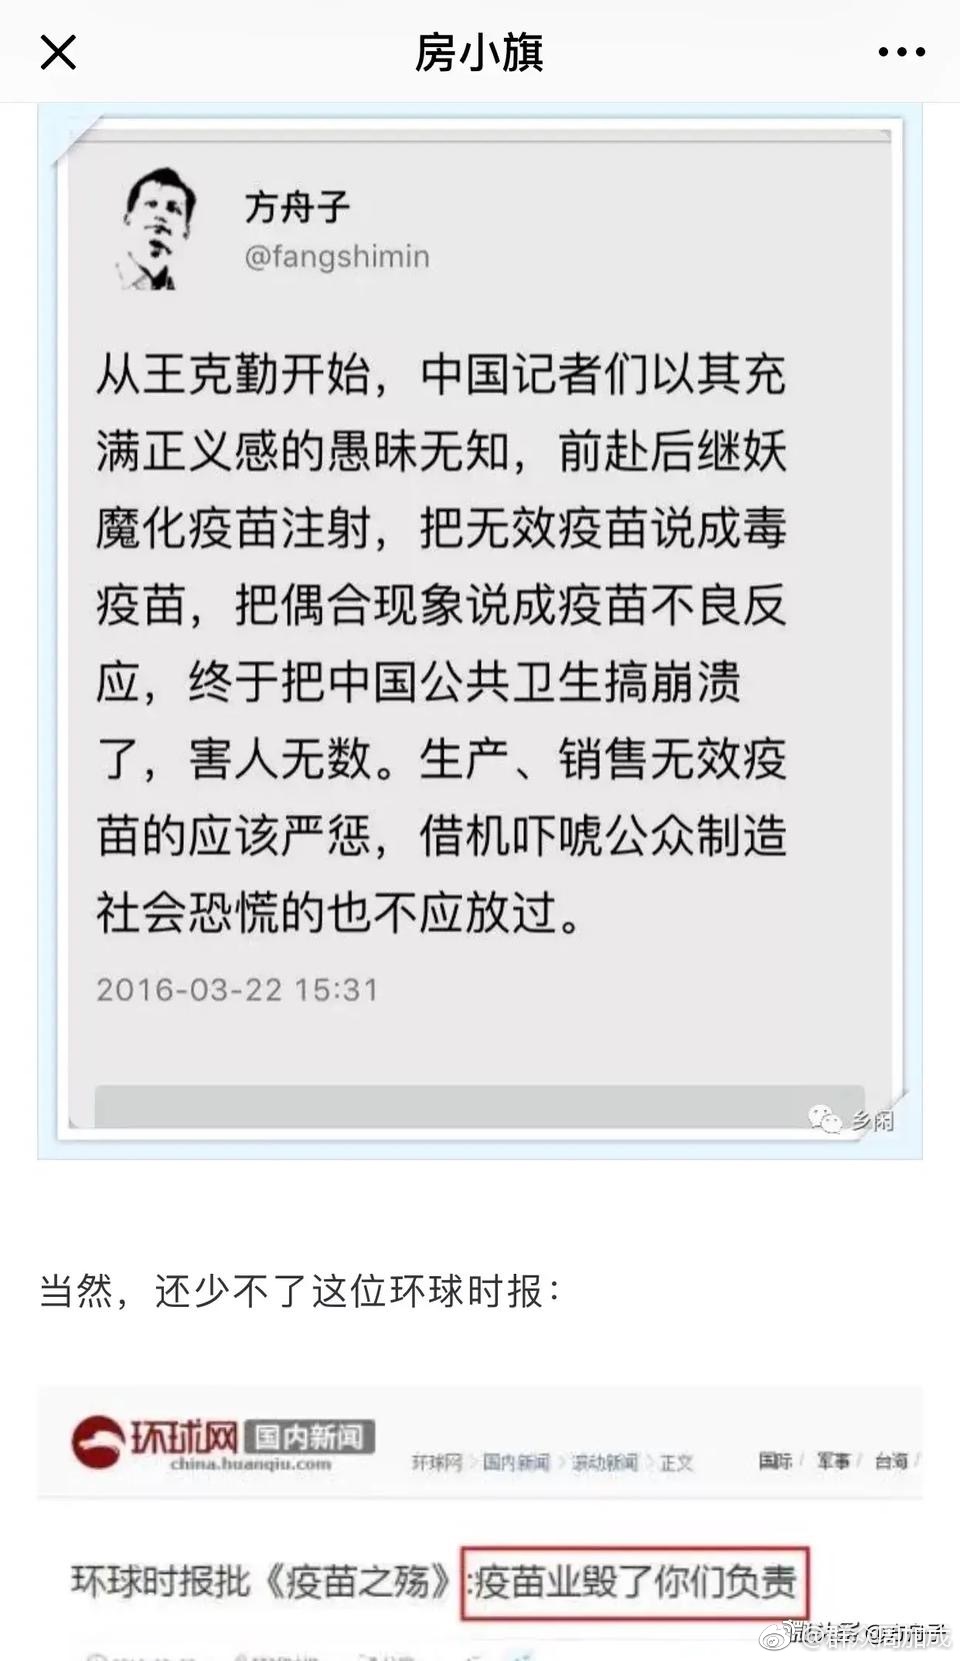 房小旗
方舟子
@fangshimin
从王克勤开始，中国记者们以其充
满正义感的愚昧无知，前赴后继妖
魔化疫苗注射，把无效疫苗说成毒
疫苗，把偶合现象说成疫苗不良反
应，终于把中国公共卫生搞崩溃
了，害人无数。生产、销售无效疫
苗的应该严惩，借机吓唬公众制造
社会恐慌的也不应放过。
2016-03-22 15:31
乡闲
当然，还少不了这位环球时报：
环球网 国内新闻
china.huanqiu.com
环球网 > 国内新闻 > 滚动新闻 > 正文
国际 / 军事 / 台海 /
环球时报批《疫苗之殇》:疫苗业毁了你们负责